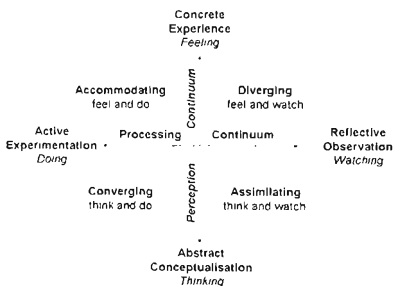 Concrete
Experience
Feeling
Accommodating
feel and do
Continuum
Diverging
feel and watch
Active
Experimentation
Doing
Processing Continuum
Reflective
Observation
Watching
Converging
think and do
Perception
Assimilating
think and watch
Abstract
Conceptualisation
Thinking